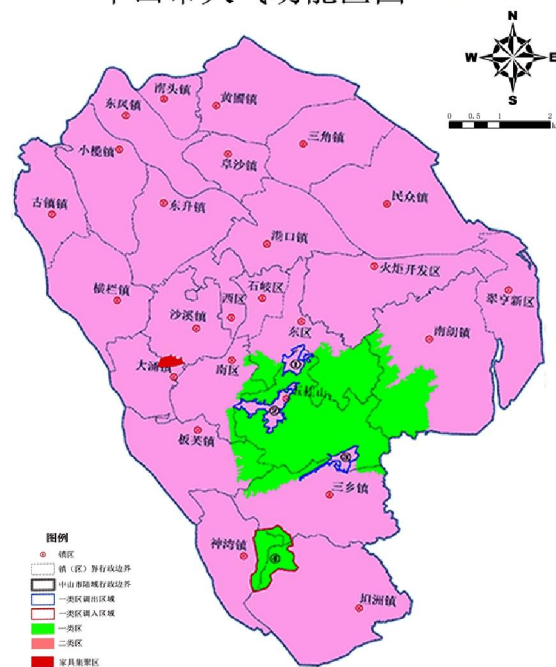 N
W E
S
0 0.5 1 2
南头镇
黄圃镇
东凤镇
三角镇
小榄镇
阜沙镇
古镇镇
东升镇
民众镇
港口镇
火炬开发区
横栏镇
石岐区
西区
翠亨新区
沙溪镇
东区
南朗镇
大涌镇
南区
①
五桂山
②
板芙镇
③
三乡镇
神湾镇
④
坦洲镇
图例
镇区
镇（区）界行政边界
中山市陆域行政边界
一类区调出区域
一类区调入区域
一类区
二类区
家具集聚区